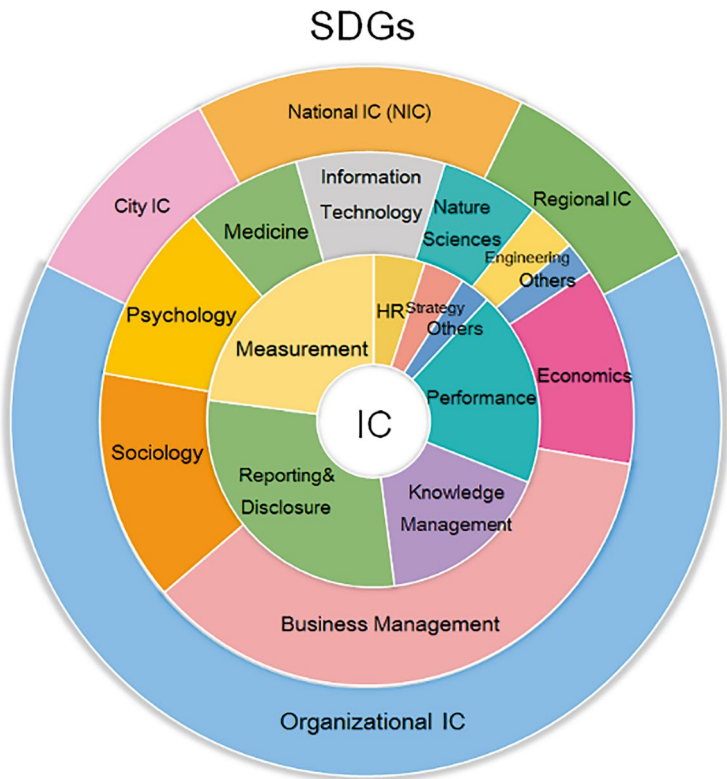 SDGs
National IC (NIC)
City IC
Regional IC
Information
Technology
Medicine
Nature
Sciences
Engineering
Others
Psychology
HR
Strategy
Others
Measurement
Economics
Performance
IC
Sociology
Reporting&
Disclosure
Knowledge
Management
Business Management
Organizational IC